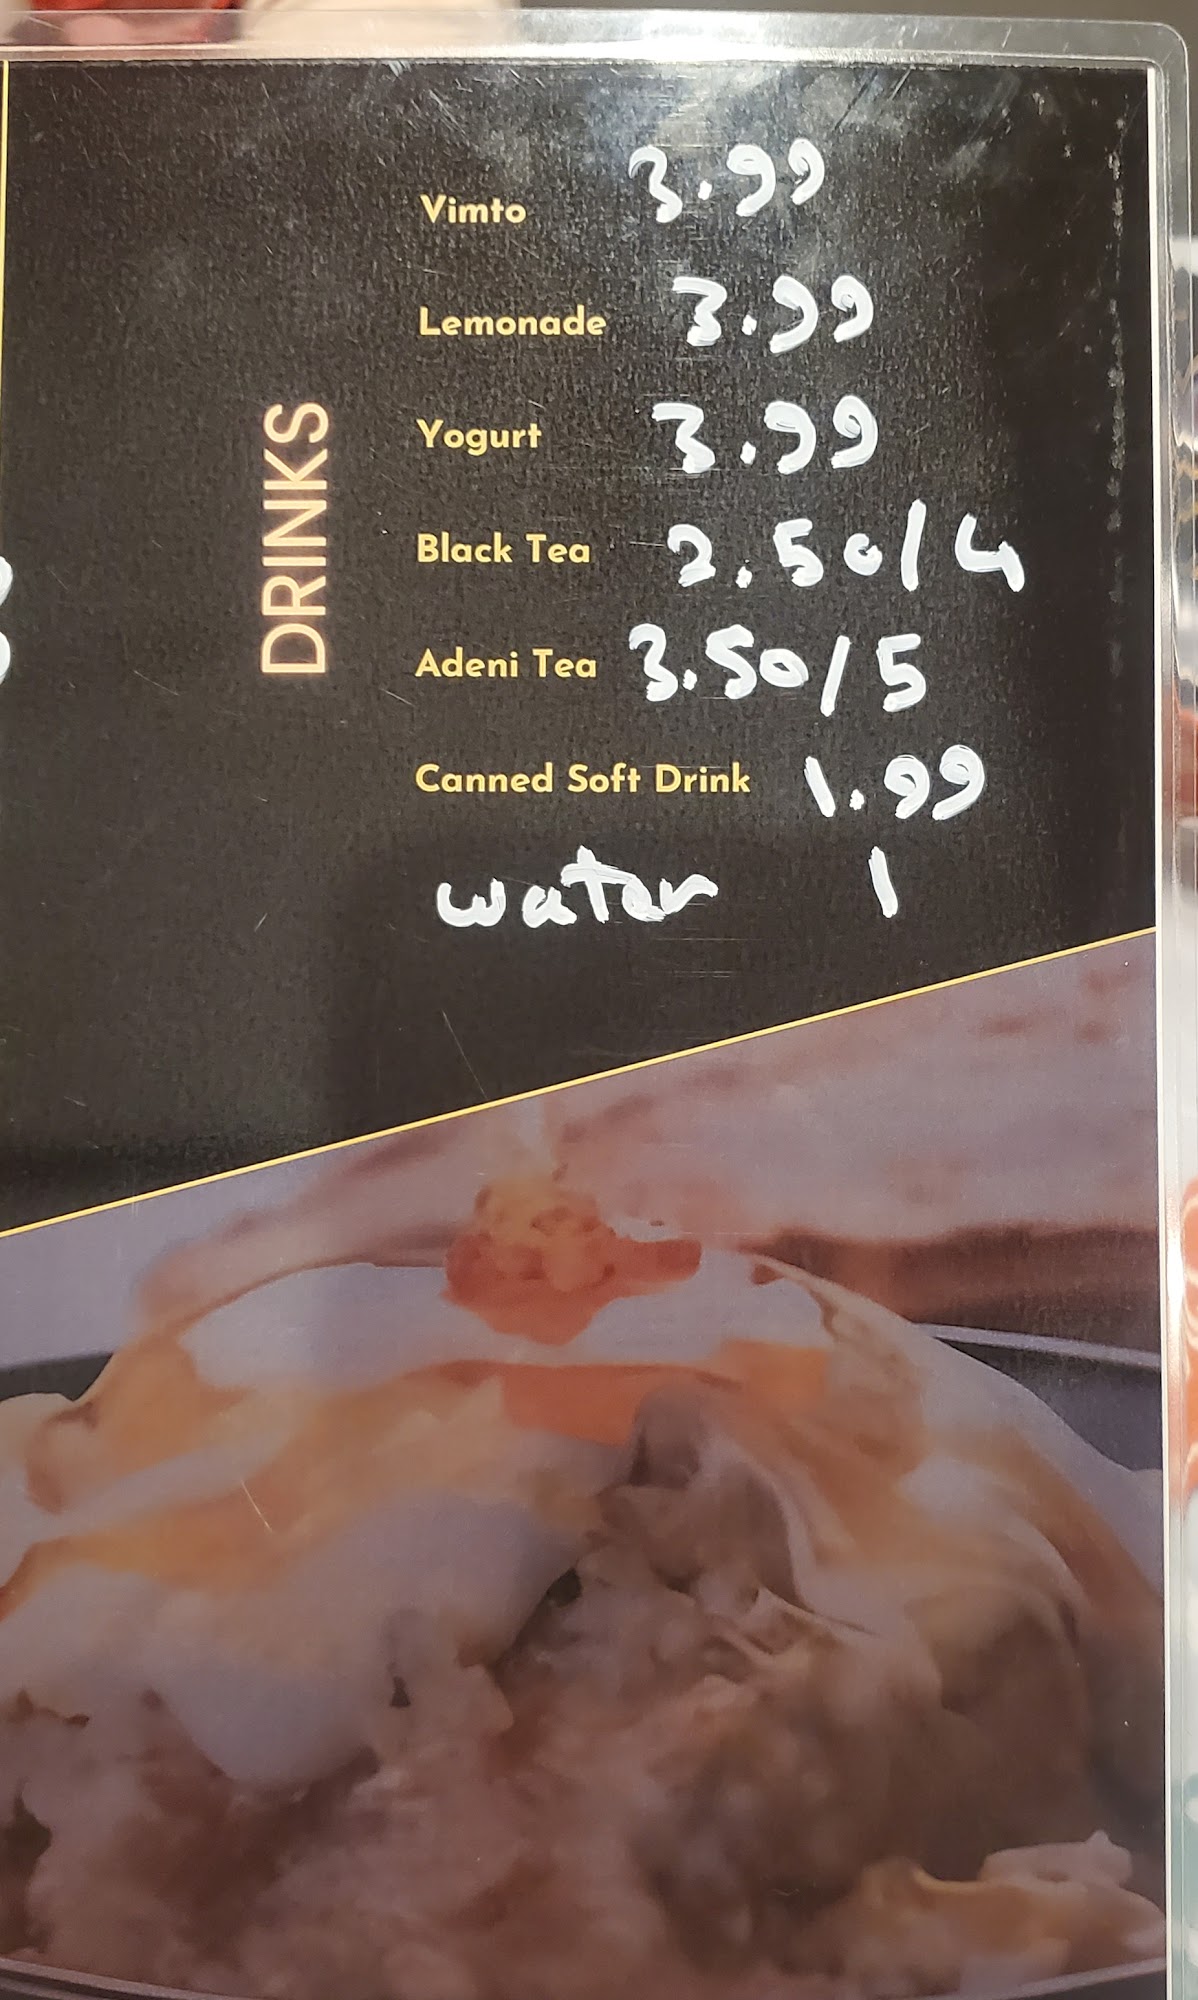 DRINKS
Vimto 3.99
Lemonade 3.99
Yogurt 3.99
Black Tea 2.50/4
Adeni Tea 3.50/5
Canned Soft Drink 1.99
water 1